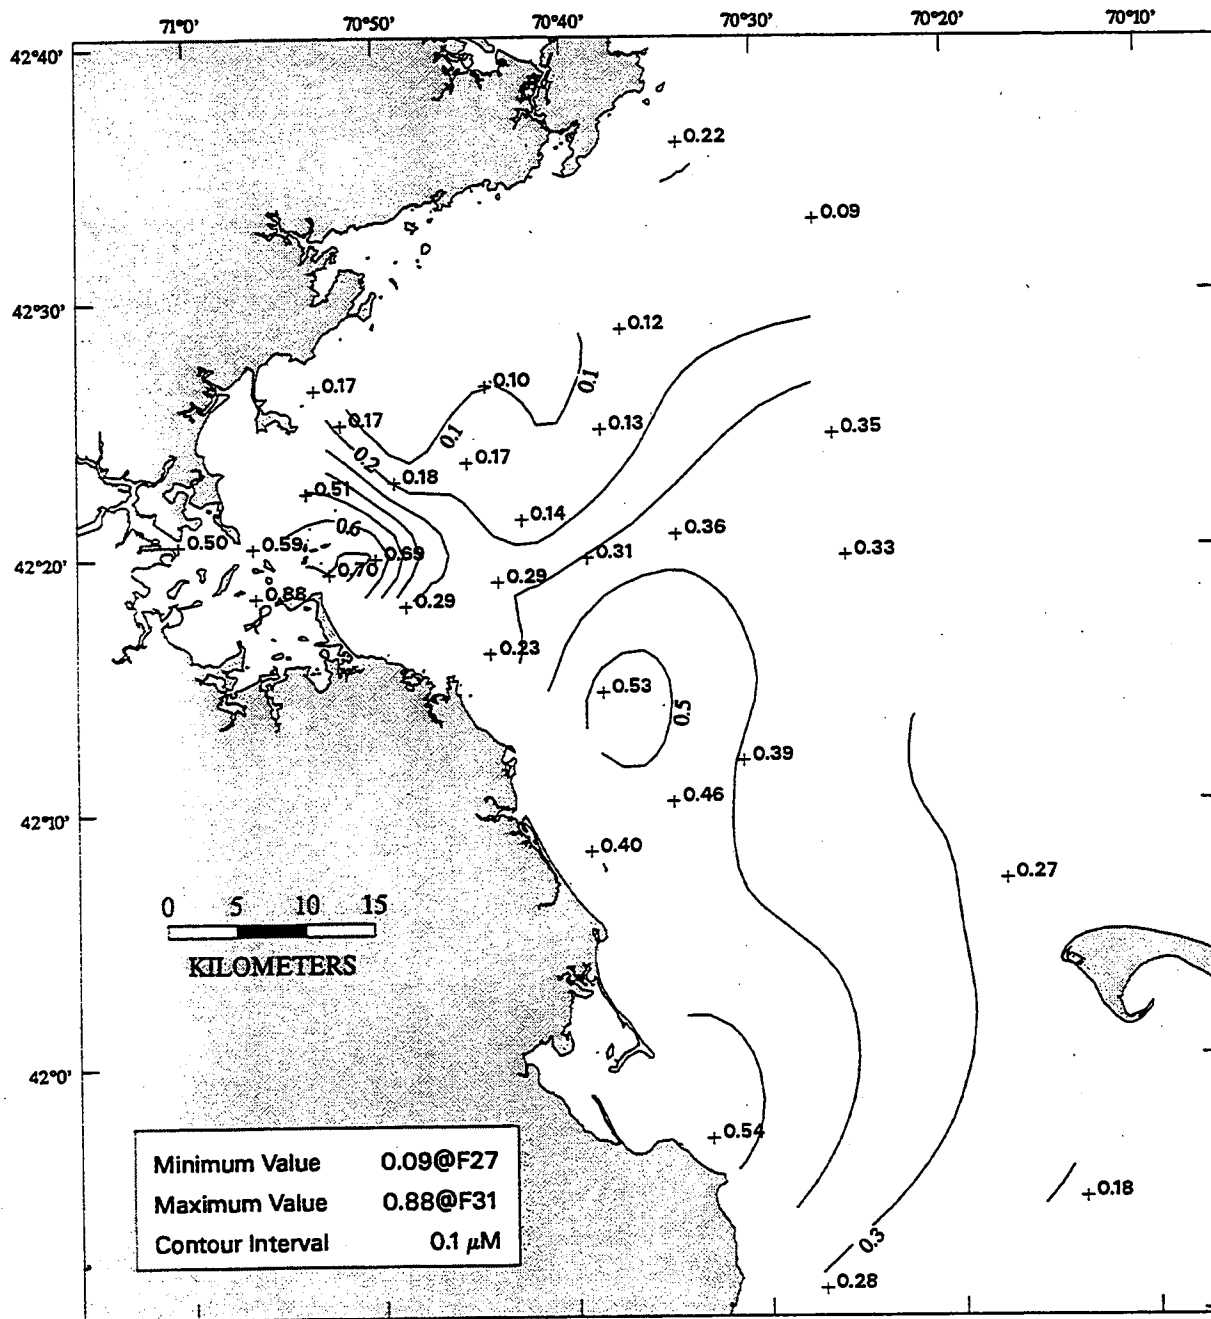 71°0' 70°50' 70°40' 70°30' 70°20' 70°10'
42°40'
+0.22
+0.09
42°30'
+0.12
+0.17 +0.10 0.1
+0.17 0.1 +0.13 +0.35
0.2 +0.17
+0.18
+0.51
+0.14
0.6 +0.36
+0.50 +0.59 +0.69 +0.31 +0.33
42°20' +0.70 +0.29
+0.88 +0.29
+0.23
+0.53 0.5
+0.39
+0.46
42°10'
+0.40
+0.27
0 5 10 15
KILOMETERS
42°0'
+0.54
Minimum Value 0.09@F27
+0.18
Maximum Value 0.88@F31
Contour Interval 0.1 μM
0.3
+0.28